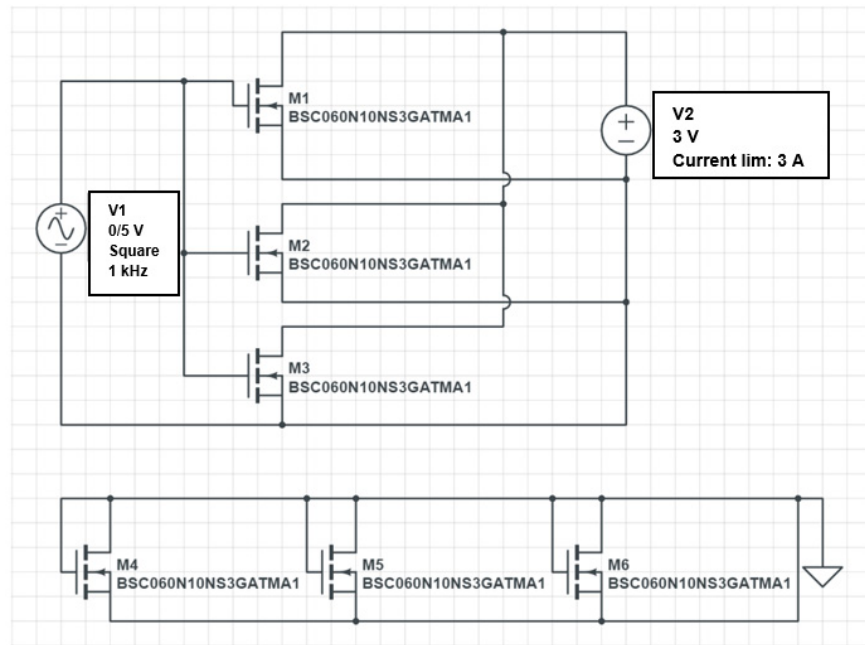 M1
BSC060N10NS3GATMA1
V2
3 V
Current lim: 3 A
+
−
V1
0/5 V
Square
1 kHz
+
−
M2
BSC060N10NS3GATMA1
M3
BSC060N10NS3GATMA1
M4
BSC060N10NS3GATMA1
M5
BSC060N10NS3GATMA1
M6
BSC060N10NS3GATMA1